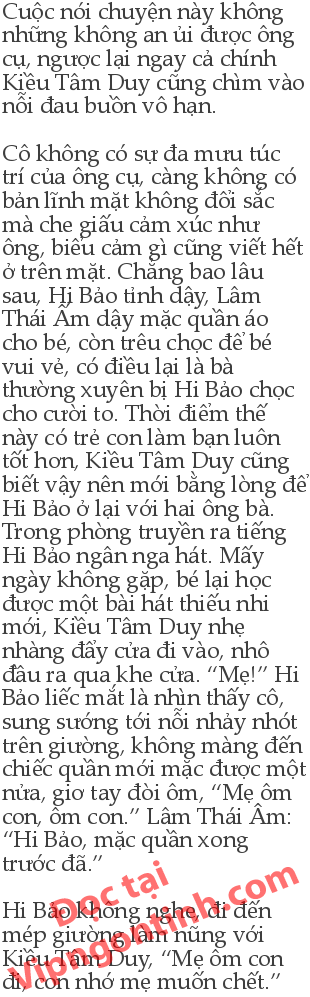 Cuộc nói chuyện này không
những không an ủi được ông
cụ, ngược lại ngay cả chính
Kiều Tâm Duy cũng chìm vào
nỗi đau buồn vô hạn.

Cô không có sự đa mưu túc
trí của ông cụ, càng không có
bản lĩnh mặt không đổi sắc
mà che giấu cảm xúc như
ông, biểu cảm gì cũng viết hết
ở trên mặt. Chẳng bao lâu
sau, Hi Bảo tỉnh dậy, Lâm
Thái Ấm dậy mặc quần áo
cho bé, còn trêu chọc để bé
vui vẻ, có điều lại là bà
thường xuyên bị Hi Bảo chọc
cho cười to. Thời điểm thế
này có trẻ con làm bạn luôn
tốt hơn, Kiều Tâm Duy cũng
biết vậy nên mới bằng lòng để
Hi Bảo ở lại với hai ông bà.
Trong phòng truyền ra tiếng
Hi Bảo ngân nga hát. Mấy
ngày không gặp, bé lại học
được một bài hát thiếu nhi
mới, Kiều Tâm Duy nhẹ
nhàng đẩy cửa đi vào, nhô
đầu ra qua khe cửa. “Mẹ!” Hi
Bảo liếc mắt là nhìn thấy cô,
sung sướng tới nỗi nhảy nhót
trên giường, không màng đến
chiếc quần mới mặc được một
nửa, giơ tay đòi ôm, “Mẹ ôm
con, ôm con.” Lâm Thái Âm:
“Hi Bảo, mặc quần xong
trước đã.”

Hi Bảo không nghe, đi đến
mép giường làm nũng với
Kiều Tâm Duy, “Mẹ ôm con
đi, con nhớ mẹ muốn chết.”
Đọc tại
Vipngontinh.com